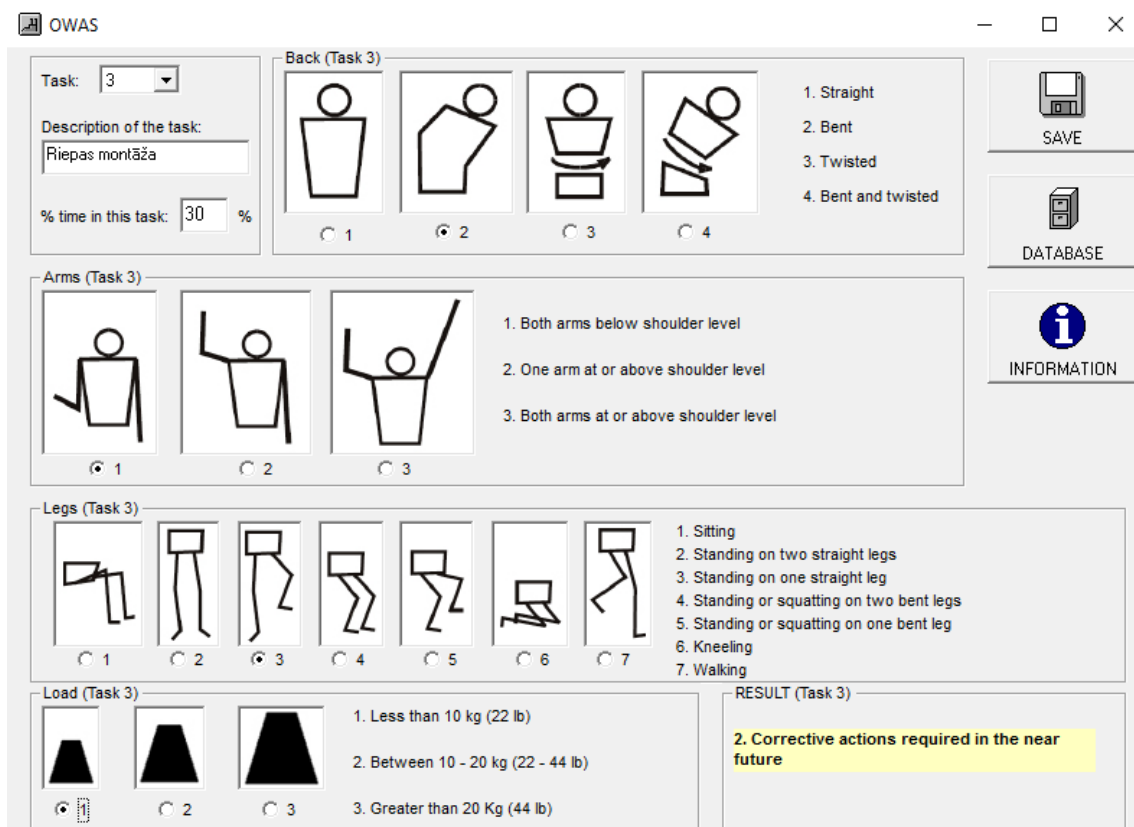 OWAS
Task: 3
Description of the task:
Riepas montāža
% time in this task: 30 %
Back (Task 3)
1 2 3 4
1. Straight
2. Bent
3. Twisted
4. Bent and twisted
SAVE
DATABASE
INFORMATION
Arms (Task 3)
1 2 3
1. Both arms below shoulder level
2. One arm at or above shoulder level
3. Both arms at or above shoulder level
Legs (Task 3)
1 2 3 4 5 6 7
1. Sitting
2. Standing on two straight legs
3. Standing on one straight leg
4. Standing or squatting on two bent legs
5. Standing or squatting on one bent leg
6. Kneeling
7. Walking
Load (Task 3)
1 2 3
1. Less than 10 kg (22 lb)
2. Between 10 - 20 kg (22 - 44 lb)
3. Greater than 20 Kg (44 lb)
RESULT (Task 3)
2. Corrective actions required in the near
future